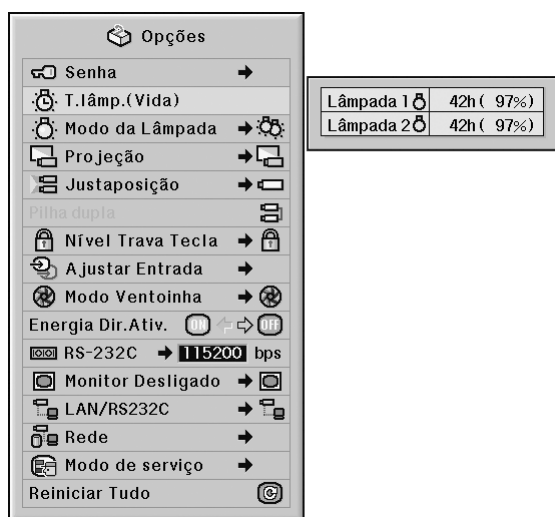 Opções
Senha
T.lâmp.(Vida)
Modo da Lâmpada
Projeção
Justaposição
Pilha dupla
Nível Trava Tecla
Ajustar Entrada
Modo Ventoinha
Energia Dir.Ativ. ON OFF
RS-232C 115200 bps
Monitor Desligado
LAN/RS232C
Rede
Modo de serviço
Reiniciar Tudo
Lâmpada 1 42h ( 97%)
Lâmpada 2 42h ( 97%)